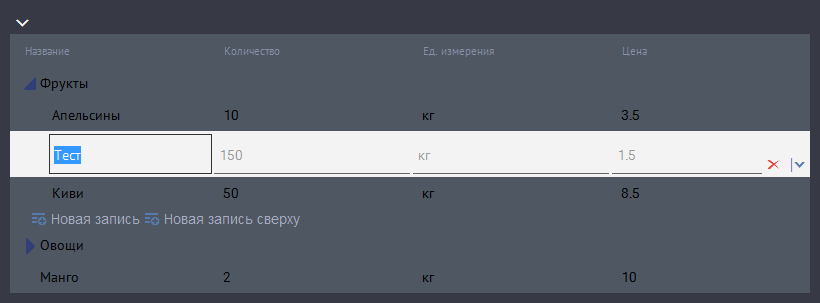 Название Количество Ед. измерения Цена
Фрукты
Апельсины 10 кг 3.5
Тест 150 кг 1.5
Киви 50 кг 8.5
Новая запись Новая запись сверху
Овощи
Манго 2 кг 10